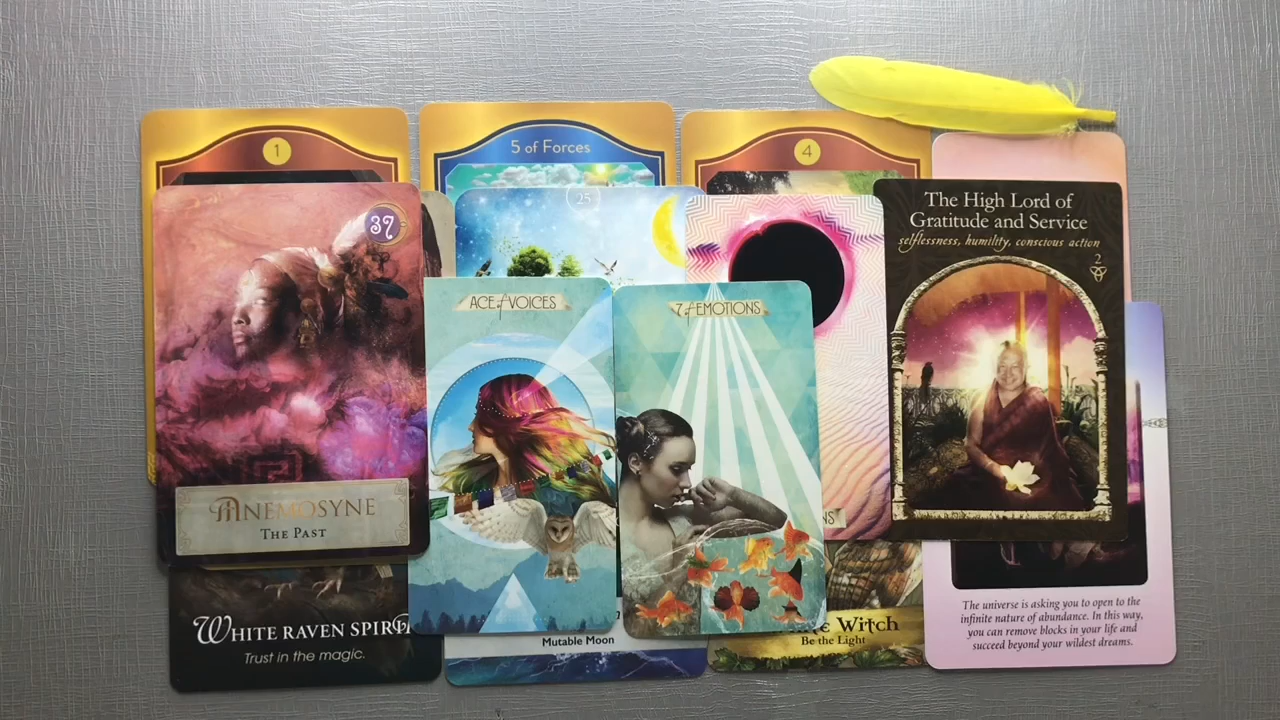 1
5 of Forces
4
37
25
The High Lord of
Gratitude and Service
selflessness, humility, conscious action
2
ACE of VOICES
7 of EMOTIONS
MNEMOSYNE
THE PAST
WHITE RAVEN SPIRIT
Trust in the magic.
Mutable Moon
WITCH
Be the Light
The universe is asking you to open to the
infinite nature of abundance. In this way,
you can remove blocks in your life and
succeed beyond your wildest dreams.